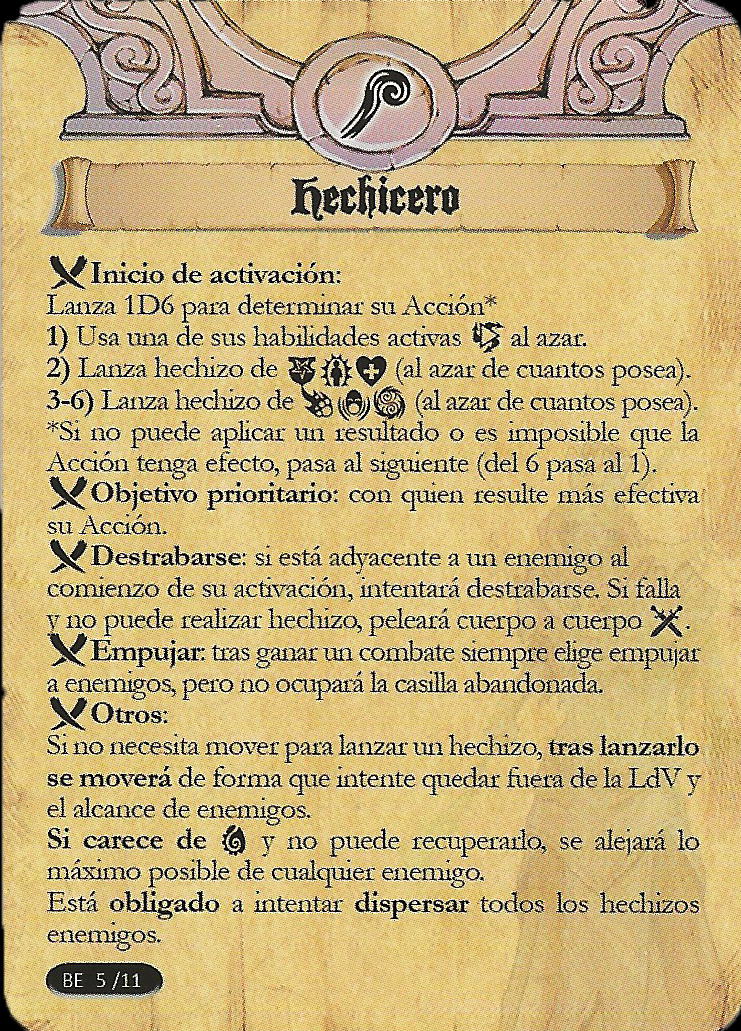 Hechicero
Inicio de activación:
Lanza 1D6 para determinar su Acción*
1) Usa una de sus habilidades activas al azar.
2) Lanza hechizo de (al azar de cuantos posea).
3-6) Lanza hechizo de (al azar de cuantos posea).
*Si no puede aplicar un resultado o es imposible que la
Acción tenga efecto, pasa al siguiente (del 6 pasa al 1).
Objetivo prioritario: con quien resulte más efectiva
su Acción.
Destrabarse: si está adyacente a un enemigo al
comienzo de su activación, intentará destrabarse. Si falla
y no puede realizar hechizo, peleará cuerpo a cuerpo .
Empujar: tras ganar un combate siempre elige empujar
a enemigos, pero no ocupará la casilla abandonada.
Otros:
Si no necesita mover para lanzar un hechizo, tras lanzarlo
se moverá de forma que intente quedar fuera de la LdV y
el alcance de enemigos.
Si carece de y no puede recuperarlo, se alejará lo
máximo posible de cualquier enemigo.
Está obligado a intentar dispersar todos los hechizos
enemigos.
BE 5 /11